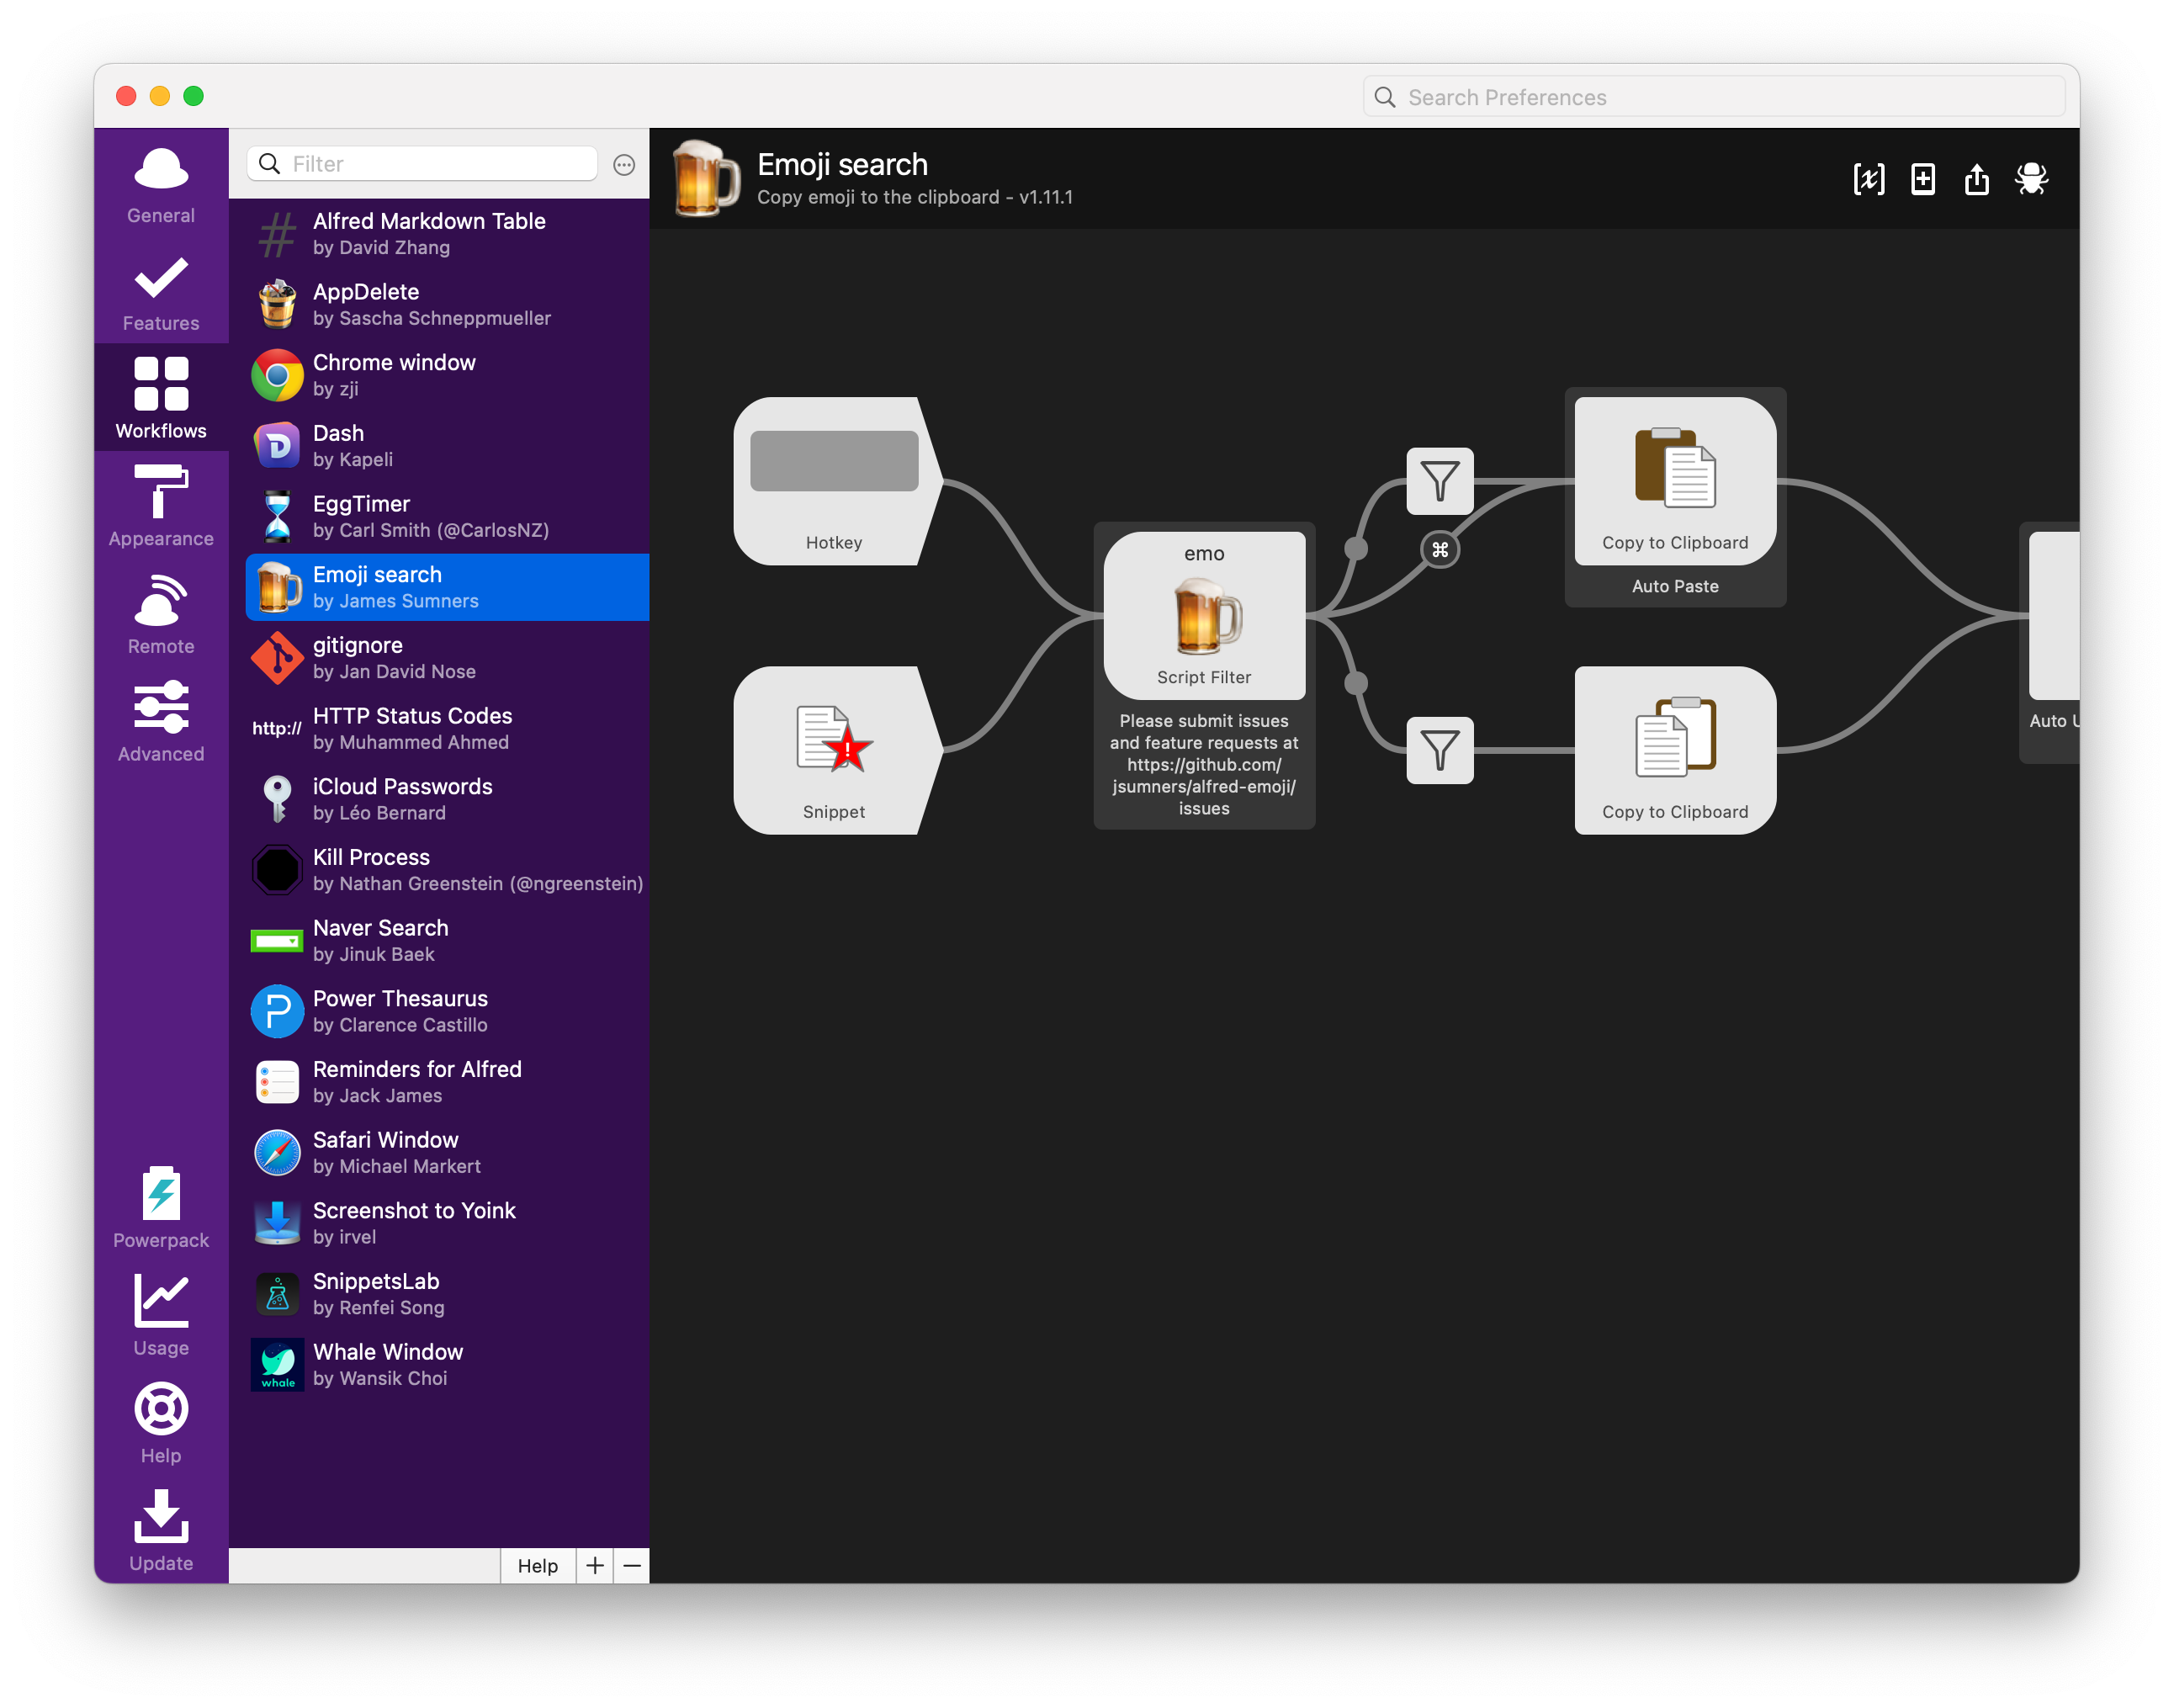 Search Preferences
General
Features
Workflows
Appearance
Remote
Advanced
Powerpack
Usage
Help
Update
Filter
Alfred Markdown Table
by David Zhang
AppDelete
by Sascha Schneppmueller
Chrome window
by zji
Dash
by Kapeli
EggTimer
by Carl Smith (@CarlosNZ)
Emoji search
by James Sumners
gitignore
by Jan David Nose
http://
HTTP Status Codes
by Muhammed Ahmed
iCloud Passwords
by Léo Bernard
Kill Process
by Nathan Greenstein (@ngreenstein)
Naver Search
by Jinuk Baek
Power Thesaurus
by Clarence Castillo
Reminders for Alfred
by Jack James
Safari Window
by Michael Markert
Screenshot to Yoink
by irvel
SnippetsLab
by Renfei Song
whale
Whale Window
by Wansik Choi
Help
Emoji search
Copy emoji to the clipboard - v1.11.1
Hotkey
Snippet
emo
Script Filter
Please submit issues
and feature requests at
https://github.com/
jsumners/alfred-emoji/
issues
Copy to Clipboard
Auto Paste
Copy to Clipboard
Auto U